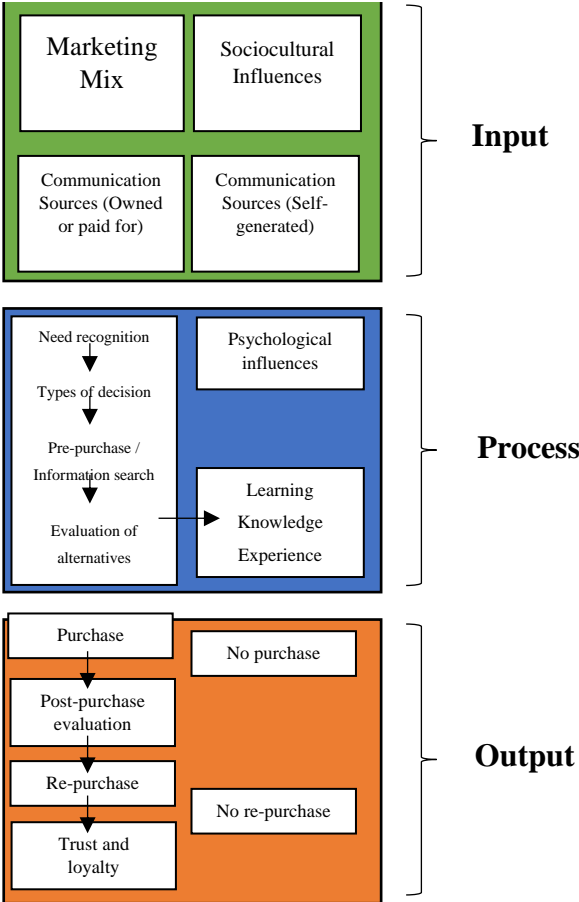 Marketing
Mix
Sociocultural
Influences
Communication
Sources (Owned
or paid for)
Communication
Sources (Self-
generated)
Input
Need recognition
Types of decision
Pre-purchase /
Information search
Evaluation of
alternatives
Psychological
influences
Learning
Knowledge
Experience
Process
Purchase
Post-purchase
evaluation
Re-purchase
Trust and
loyalty
No purchase
No re-purchase
Output